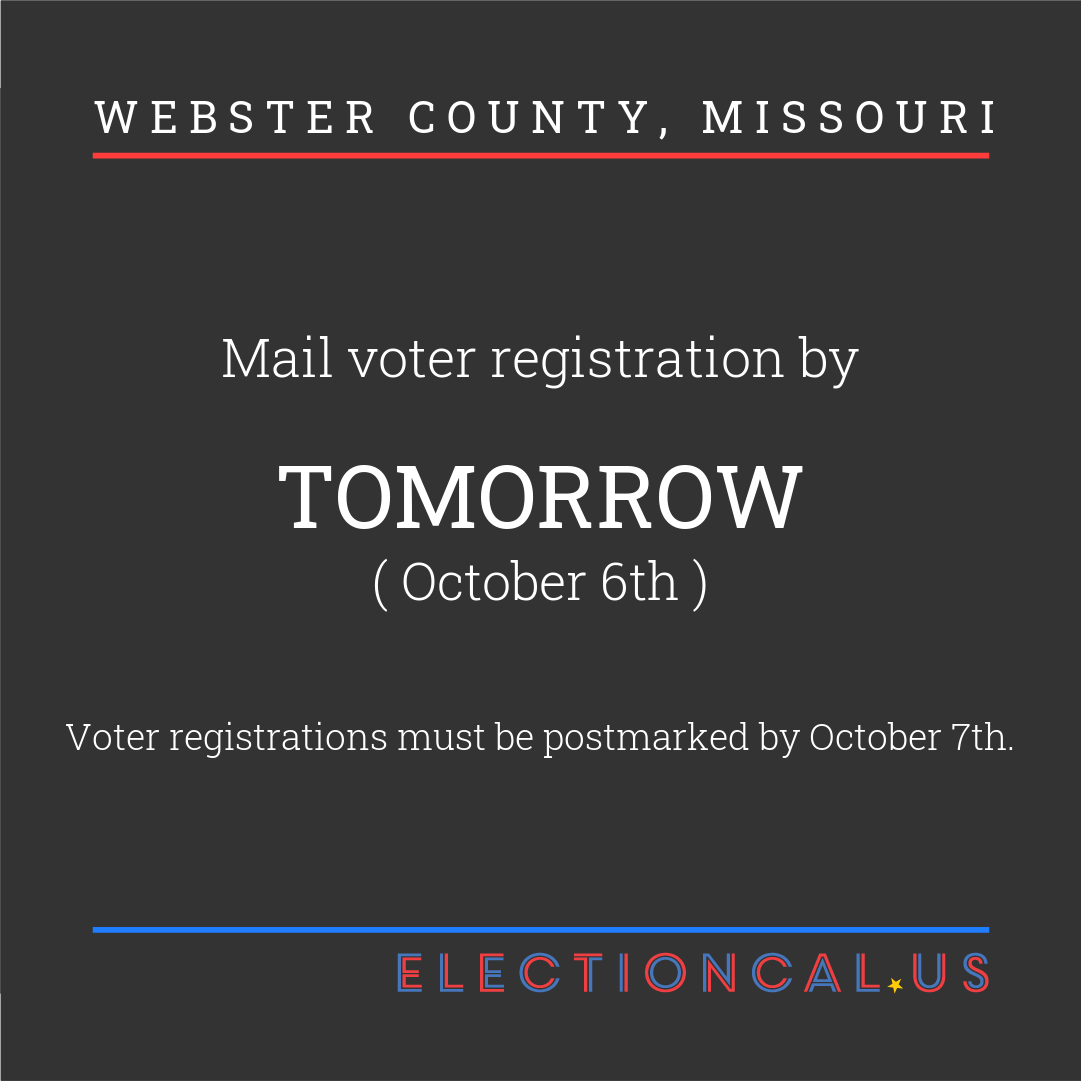 WEBSTER COUNTY, MISSOURI
Mail voter registration by
TOMORROW
( October 6th )
Voter registrations must be postmarked by October 7th.
ELECTIONCAL.US